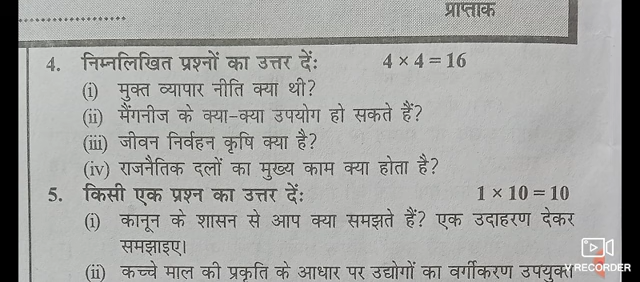 प्राप्तांक
4. निम्नलिखित प्रश्नों का उत्तर दें: 4 × 4 = 16
(i) मुक्त व्यापार नीति क्या थी?
(ii) मैंगनीज के क्या-क्या उपयोग हो सकते हैं?
(iii) जीवन निर्वहन कृषि क्या है?
(iv) राजनैतिक दलों का मुख्य काम क्या होता है?
5. किसी एक प्रश्न का उत्तर दें: 1 × 10 = 10
(i) कानून के शासन से आप क्या समझते हैं? एक उदाहरण देकर
समझाइए।
(ii) कच्चे माल की प्रकृति के आधार पर उद्योगों का वर्गीकरण उपयुक्त
RECORDER